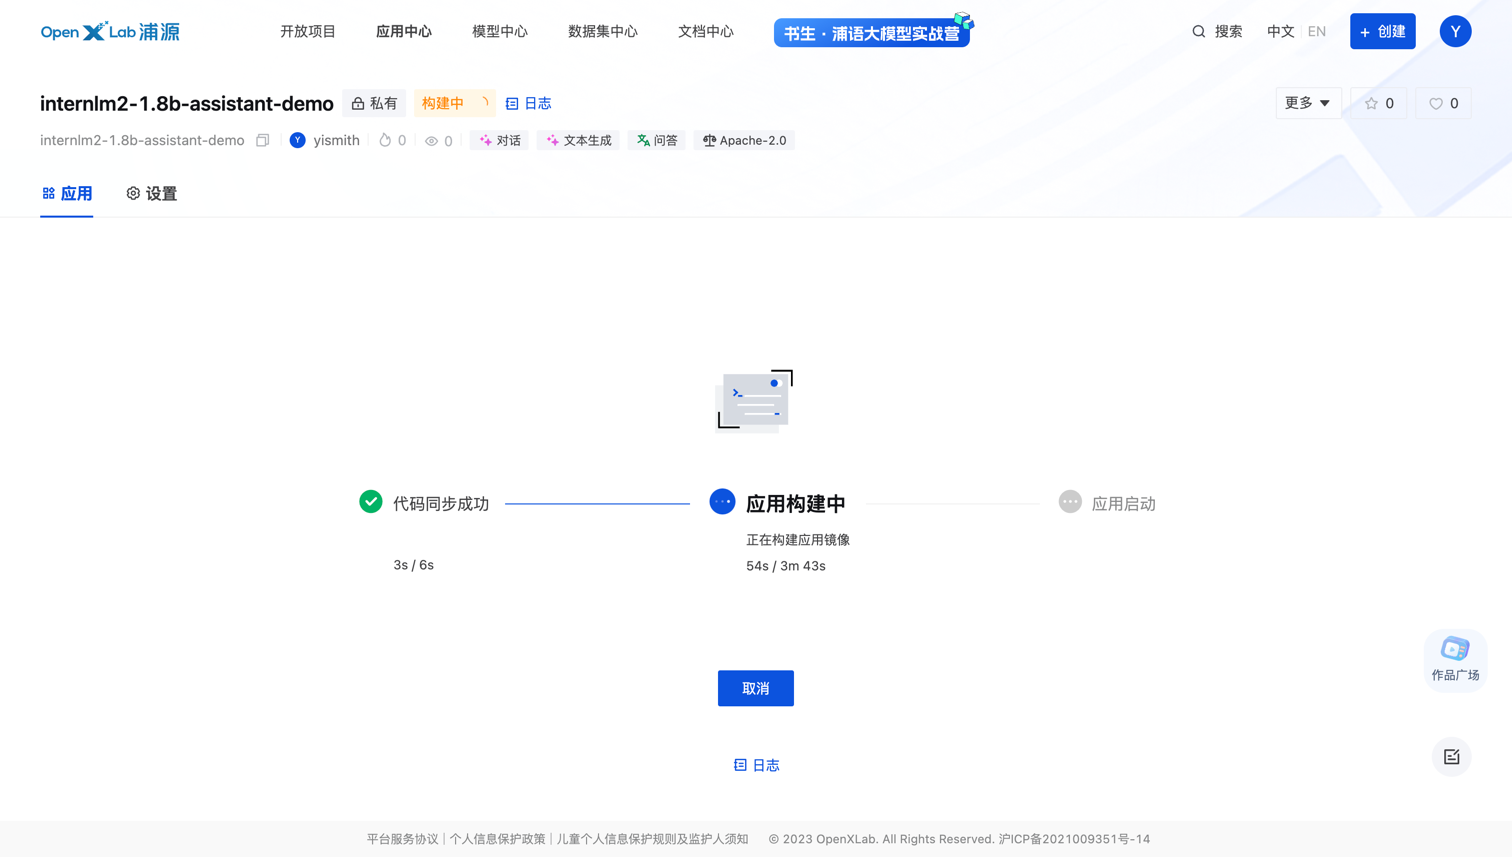 Open X Lab 浦源
开放项目
应用中心
模型中心
数据集中心
文档中心
书生·浦语大模型实战营
搜索
中文 EN
+ 创建
Y
internlm2-1.8b-assistant-demo
私有
构建中
日志
更多
0
0
internlm2-1.8b-assistant-demo
Y yismith
0
0
对话
文本生成
问答
Apache-2.0
应用
设置
代码同步成功
应用构建中
应用启动
正在构建应用镜像
3s / 6s
54s / 3m 43s
作品广场
取消
日志
平台服务协议 | 个人信息保护政策 | 儿童个人信息保护规则及监护人须知 © 2023 OpenXLab. All Rights Reserved. 沪ICP备2021009351号-14